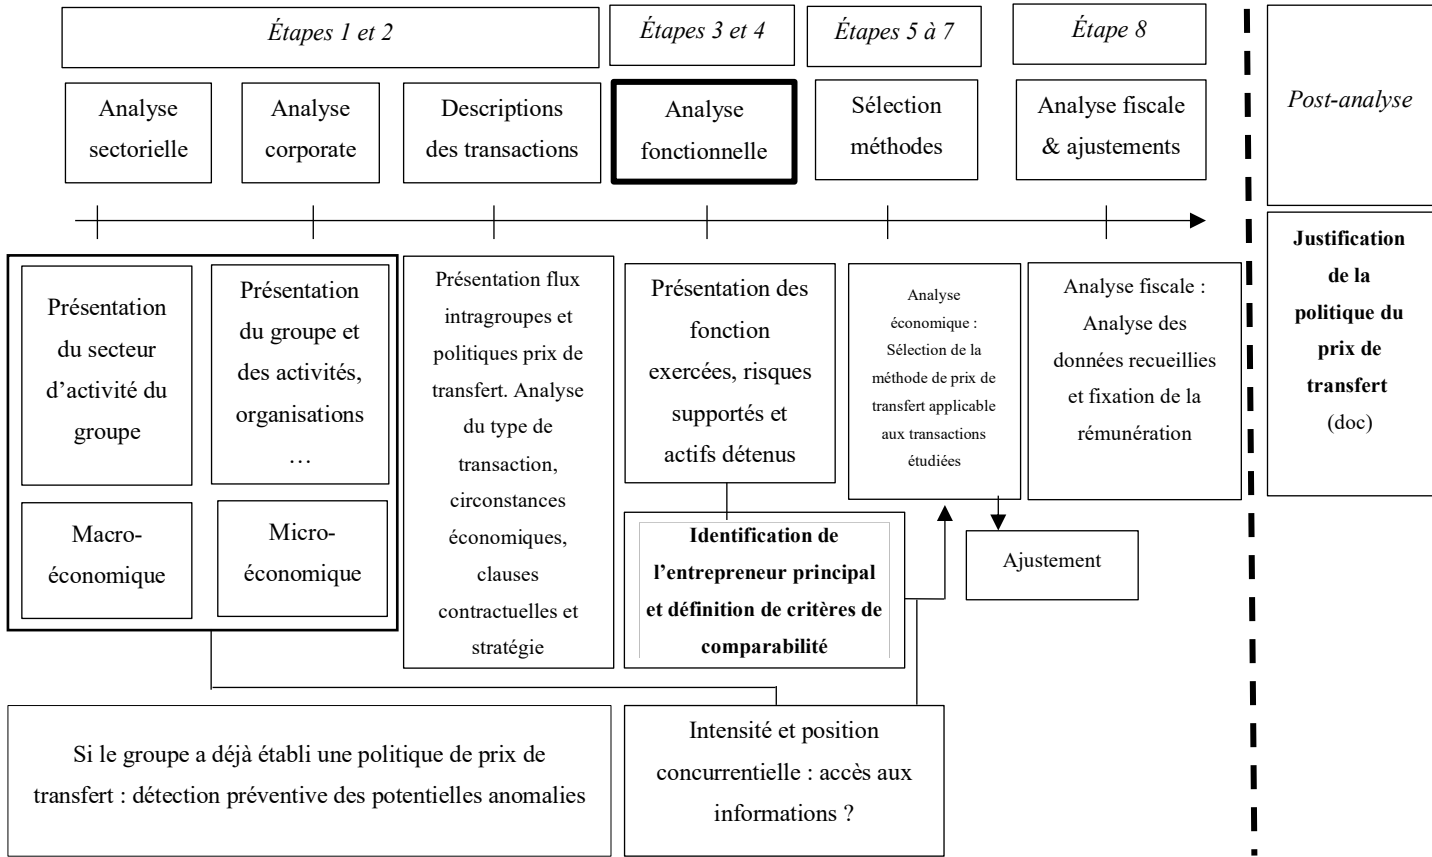 Étapes 1 et 2
Étapes 3 et 4
Étapes 5 à 7
Étape 8
Post-analyse
Analyse
sectorielle
Analyse
corporate
Descriptions
des transactions
Analyse
fonctionnelle
Sélection
méthodes
Analyse fiscale
& ajustements
Présentation
du secteur
d’activité du
groupe
Présentation
du groupe et
des activités,
organisations
…
Macro-
économique
Micro-
économique
Présentation flux
intragroupes et
politiques prix de
transfert. Analyse
du type de
transaction,
circonstances
économiques,
clauses
contractuelles et
stratégie
Présentation des
fonction
exercées, risques
supportés et
actifs détenus
Identification de
l’entrepreneur principal
et définition de critères de
comparabilité
Analyse
économique :
Sélection de la
méthode de prix de
transfert applicable
aux transactions
étudiées
Ajustement
Analyse fiscale :
Analyse des
données recueillies
et fixation de la
rémunération
Justification
de la
politique du
prix de
transfert
(doc)
Si le groupe a déjà établi une politique de prix de
transfert : détection préventive des potentielles anomalies
Intensité et position
concurrentielle : accès aux
informations ?